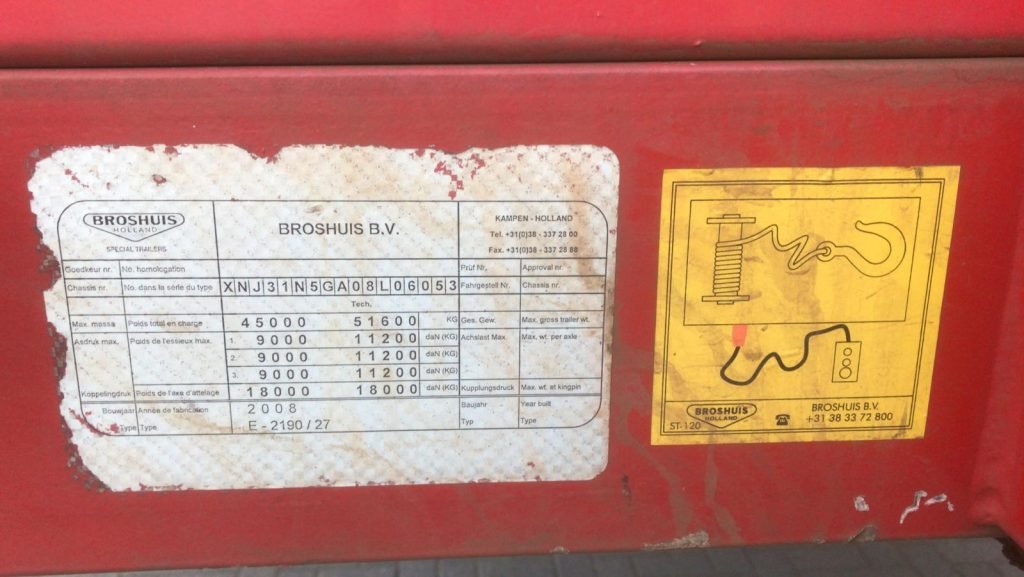 BROSHUIS
HOLLAND
SPECIAL TRAILERS
BROSHUIS B.V.
KAMPEN - HOLLAND
Tel. +31(0)38 - 337 28 00
Fax. +31(0)38 - 337 28 88
Goedkeur nr. No. homologation Prüf Nr. Approval nr.
Chassis nr. No. dans la série du type XNJ31N5GA08L06053 Fahrgestell Nr. Chassis nr.
Tech.
Max. massa Poids total en charge 45000 51600 KG Ges. Gew. Max. gross trailer wt.
Asdruk max. Poids de l'essieux max. 1. 9000 11200 daN (KG) Achslast Max. Max. wt. per axle
2. 9000 11200 daN (KG)
3. 9000 11200 daN (KG)
Koppelingdruk Poids de l'axe d'attelage 18000 18000 daN (KG) Kupplungsdruck Max. wt. at kingpin
Bouwjaar Année de fabrication 2008 Baujahr Year built
Type Type E - 2190 / 27 Typ Type
BROSHUIS
HOLLAND
ST-120
BROSHUIS B.V.
+31 38 33 72 800